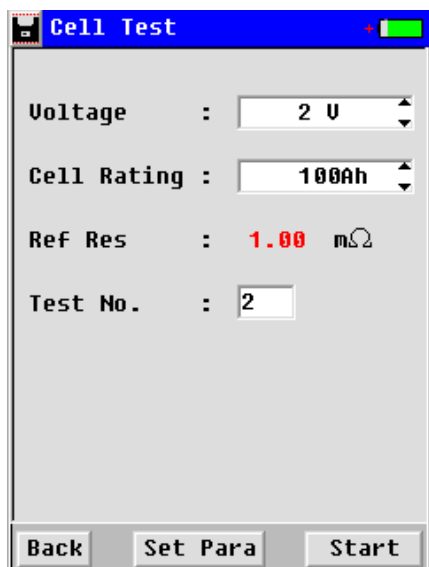 Cell Test
Voltage : 2 V
Cell Rating : 100Ah
Ref Res : 1.00 mΩ
Test No. : 2
Back Set Para Start